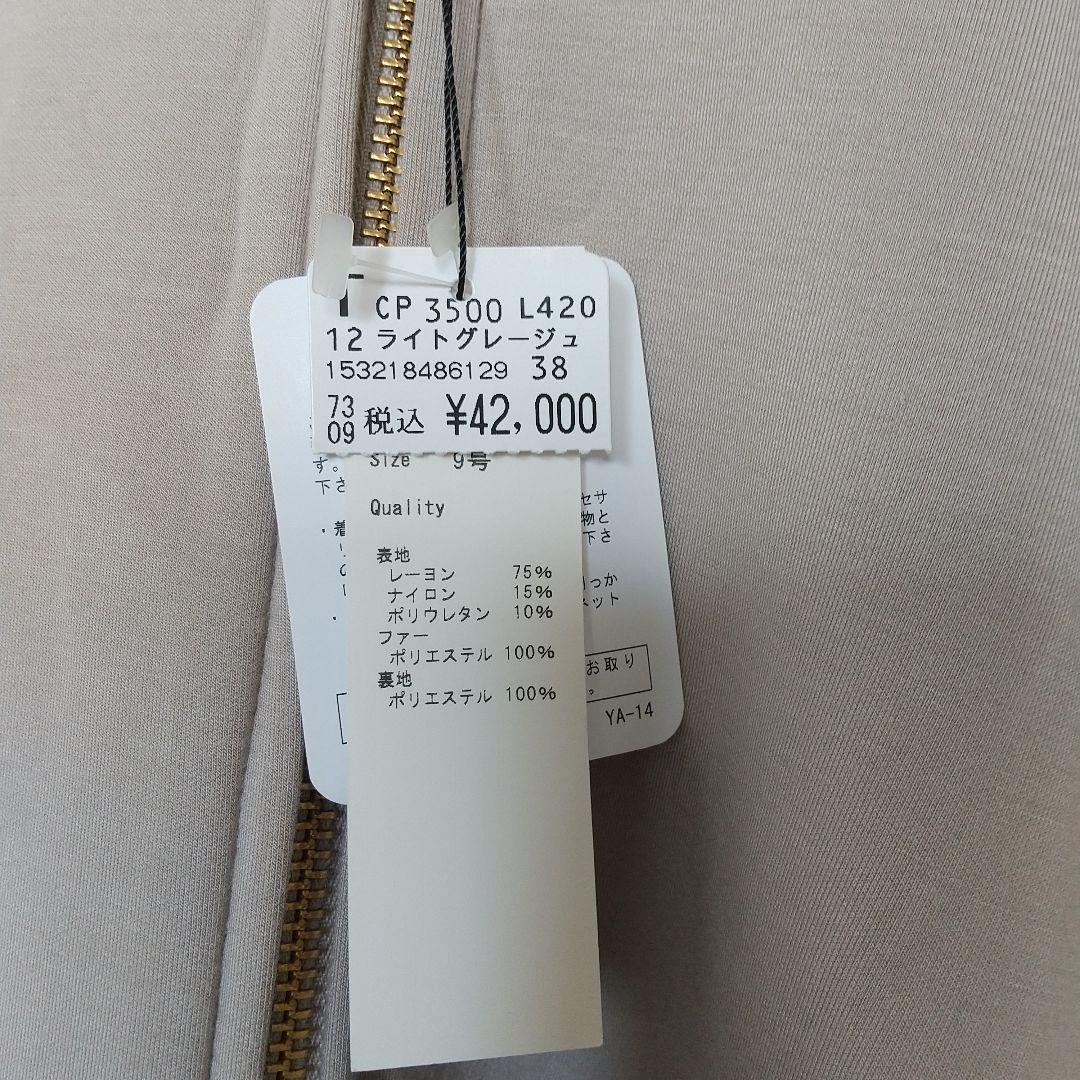 CP 3500 L420
12 ライトグレージュ
153218486129 38
73
09 税込 ¥42,000
Size 9号
Quality
表地
レーヨン 75%
ナイロン 15%
ポリウレタン 10%
ファー
ポリエステル 100%
裏地
ポリエステル 100%
す。
下さ
・着
セサ
物と
下さ
っか
ネット
お取り
。
YA-14